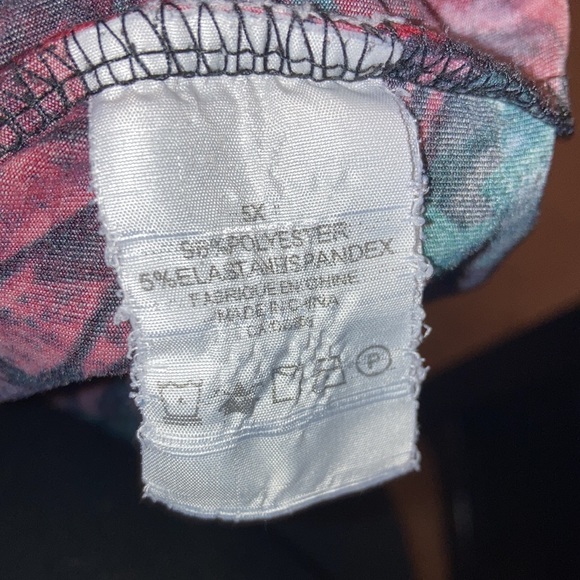 5X
95%POLYESTER
5%ELASTANE/SPANDEX
FABRIQUE EN CHINE
MADE IN CHINA
P